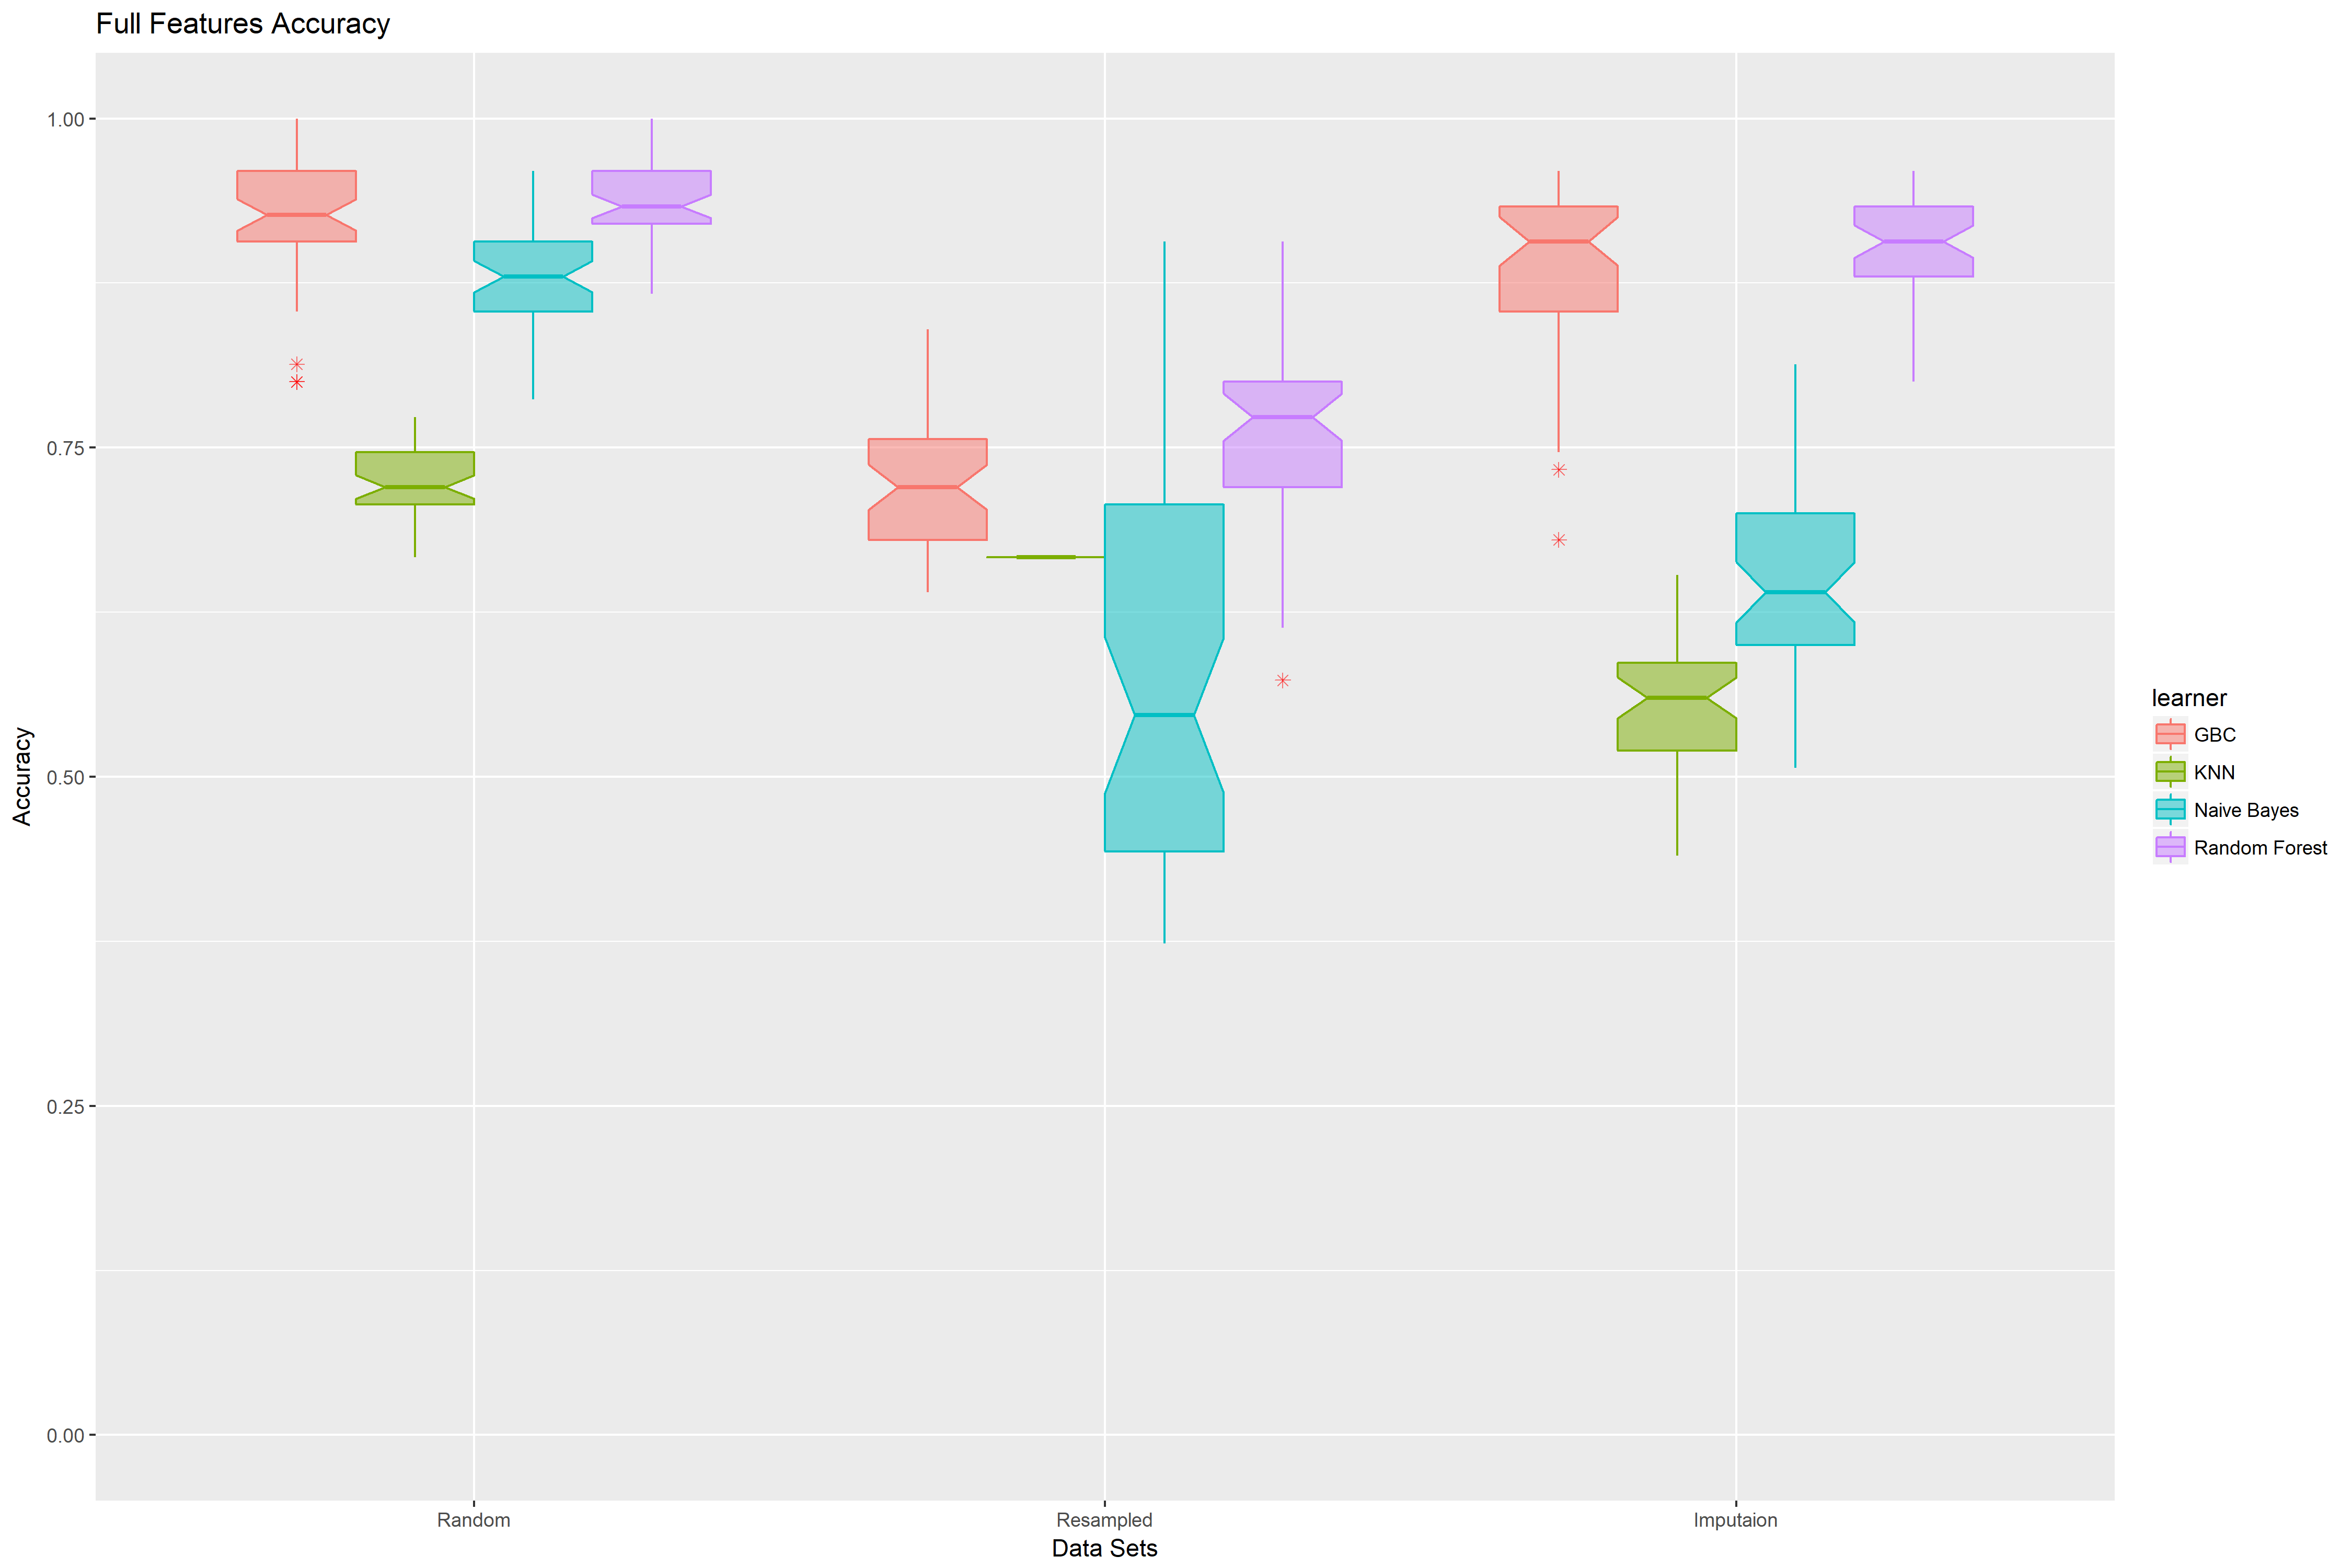 Full Features Accuracy
1.00
0.75
0.50
0.25
0.00
Accuracy
Random
Resampled
Imputaion
Data Sets
learner
GBC
KNN
Naive Bayes
Random Forest